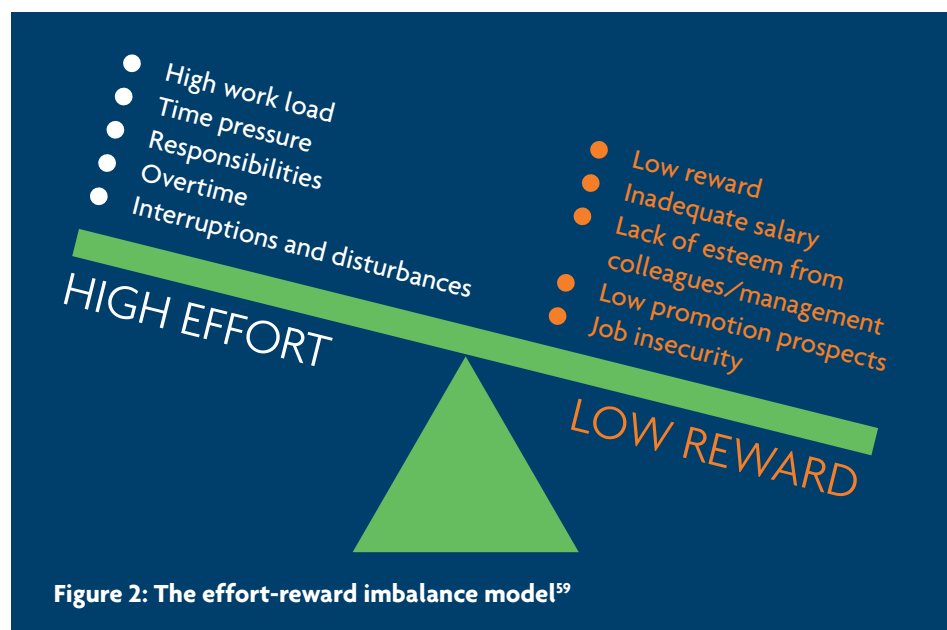 High work load
Time pressure
Responsibilities
Overtime
Interruptions and disturbances
HIGH EFFORT
Low reward
Inadequate salary
Lack of esteem from
colleagues/management
Low promotion prospects
Job insecurity
LOW REWARD
Figure 2: The effort-reward imbalance model⁵⁹